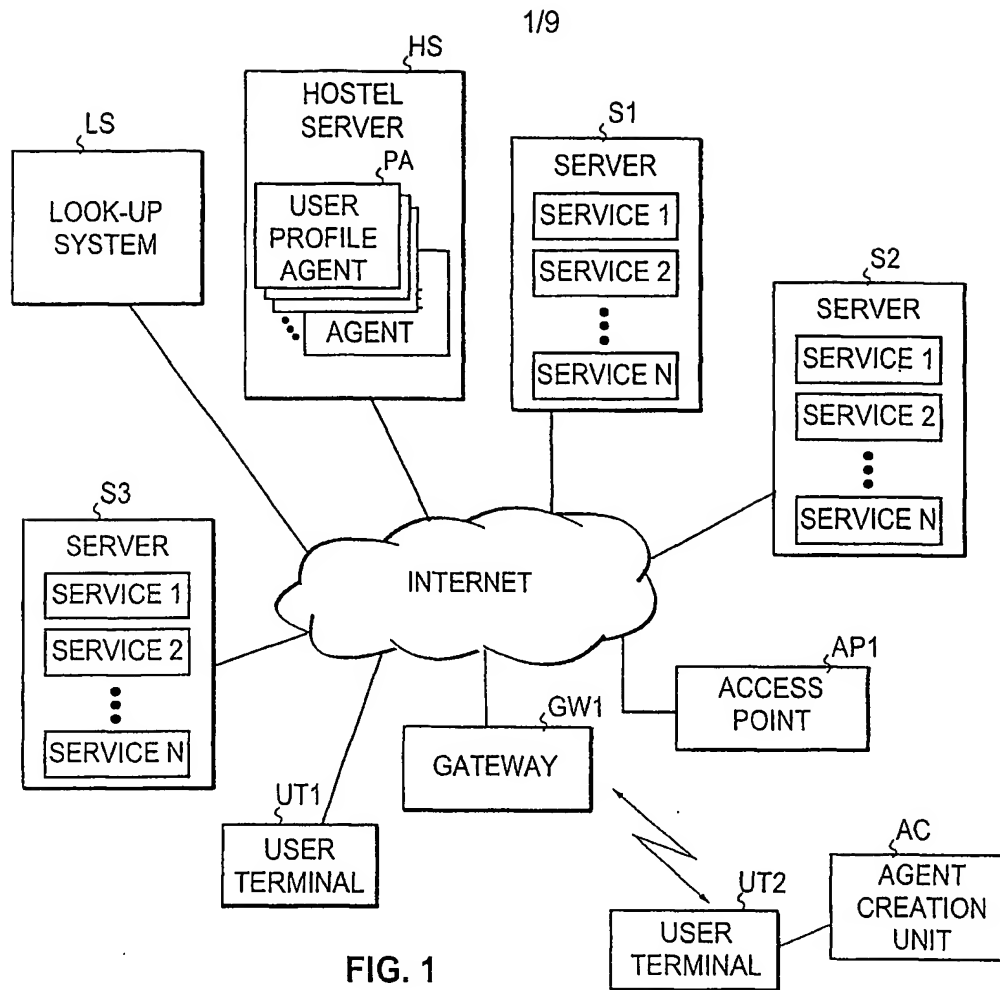 1/9
HS
HOSTEL
SERVER
PA
USER
PROFILE
AGENT
AGENT
LS
LOOK-UP
SYSTEM
S1
SERVER
SERVICE 1
SERVICE 2
SERVICE N
S2
SERVER
SERVICE 1
SERVICE 2
SERVICE N
S3
SERVER
SERVICE 1
SERVICE 2
SERVICE N
INTERNET
AP1
ACCESS
POINT
GW1
GATEWAY
UT1
USER
TERMINAL
UT2
USER
TERMINAL
AC
AGENT
CREATION
UNIT
FIG. 1